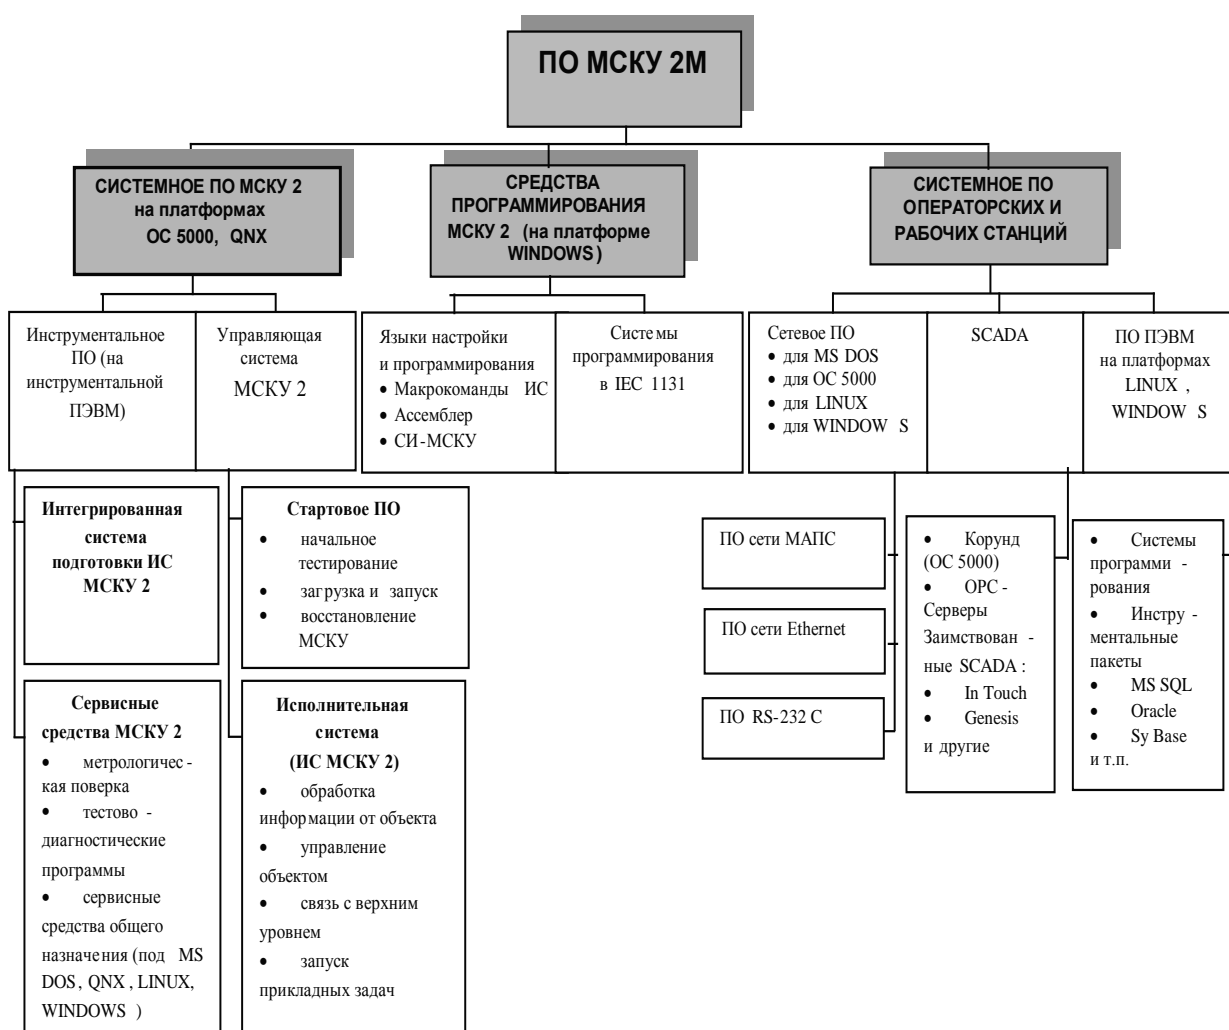 ПО МСКУ 2М
СИСТЕМНОЕ ПО МСКУ 2
на платформах
ОС 5000, QNX
СРЕДСТВА
ПРОГРАММИРОВАНИЯ
МСКУ 2 (на платформе
WINDOWS)
СИСТЕМНОЕ ПО
ОПЕРАТОРСКИХ И
РАБОЧИХ СТАНЦИЙ
Инструментальное
ПО (на
инструментальной
ПЭВМ)
Управляющая
система
МСКУ 2
Языки настройки
и программирования
• Макрокоманды ИС
• Ассемблер
• СИ-МСКУ
Системы
программирования
в IEC 1131
Сетевое ПО
• для MS DOS
• для ОС 5000
• для LINUX
• для WINDOW S
SCADA
ПО ПЭВМ
на платформах
LINUX ,
WINDOW S
Интегрированная
система
подготовки ИС
МСКУ 2
Стартовое ПО
• начальное
тестирование
• загрузка и запуск
• восстановление
МСКУ
ПО сети МАПС
ПО сети Ethernet
ПО RS-232 C
• Корунд
(ОС 5000)
• OPC -
Серверы
Заимствован -
ные SCADA :
• In Touch
• Genesis
и другие
• Системы
программи -
рования
• Инстру -
ментальные
пакеты
• MS SQL
• Oracle
• Sy Base
и т.п.
Сервисные
средства МСКУ 2
• метрологичес -
кая поверка
• тестово -
диагностические
программы
• сервисные
средства общего
назначения (под MS
DOS, QNX, LINUX,
WINDOWS )
Исполнительная
система
(ИС МСКУ 2)
• обработка
информации от объекта
• управление
объектом
• связь с верхним
уровнем
• запуск
прикладных задач